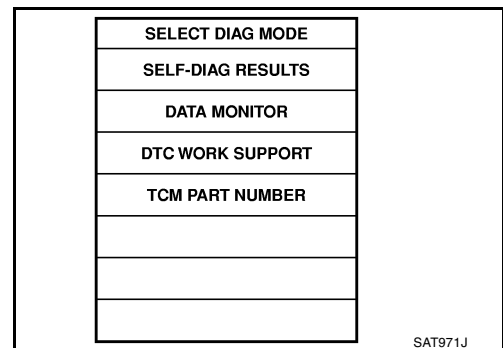 SELECT DIAG MODE
SELF-DIAG RESULTS
DATA MONITOR
DTC WORK SUPPORT
TCM PART NUMBER
SAT971J